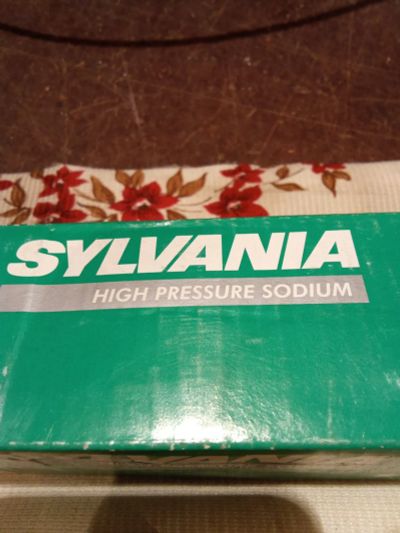 SYLVANIA
HIGH PRESSURE SODIUM